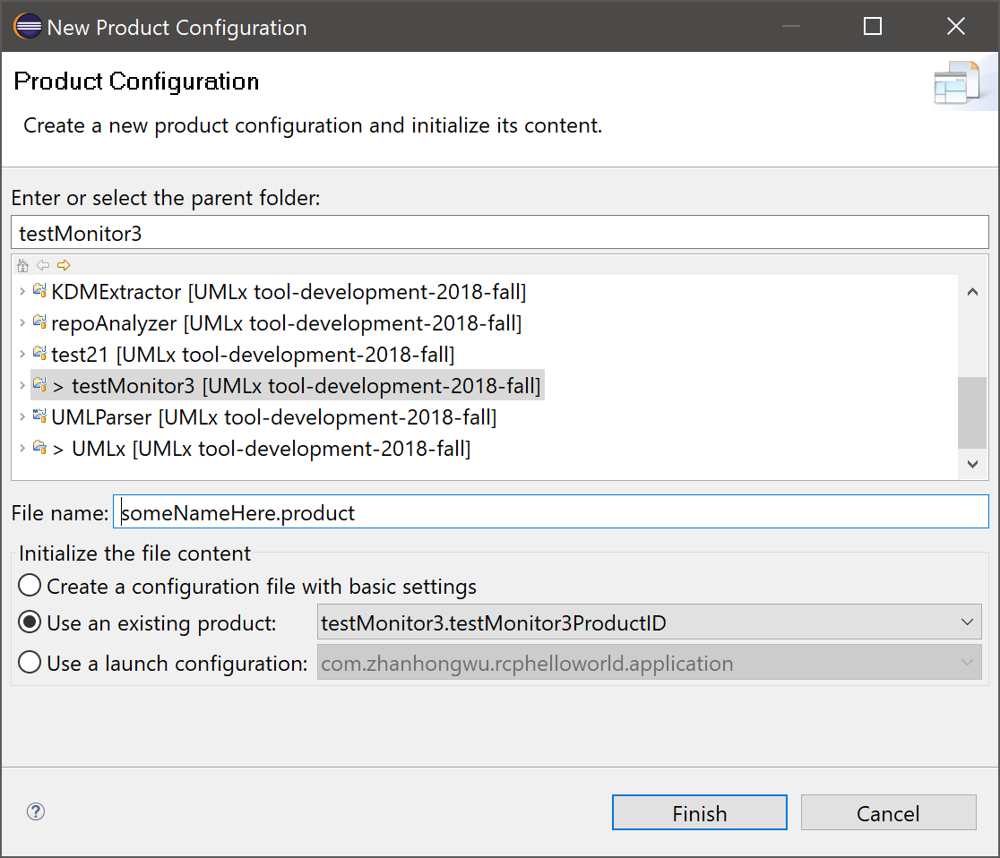 New Product Configuration
Product Configuration
Create a new product configuration and initialize its content.
Enter or select the parent folder:
testMonitor3
KDMExtractor [UMLx tool-development-2018-fall]
repoAnalyzer [UMLx tool-development-2018-fall]
test21 [UMLx tool-development-2018-fall]
> testMonitor3 [UMLx tool-development-2018-fall]
UMLParser [UMLx tool-development-2018-fall]
> UMLx [UMLx tool-development-2018-fall]
File name: someNameHere.product
Initialize the file content
Create a configuration file with basic settings
Use an existing product: testMonitor3.testMonitor3ProductID
Use a launch configuration: com.zhanhongwu.rcphelloworld.application
? Finish Cancel